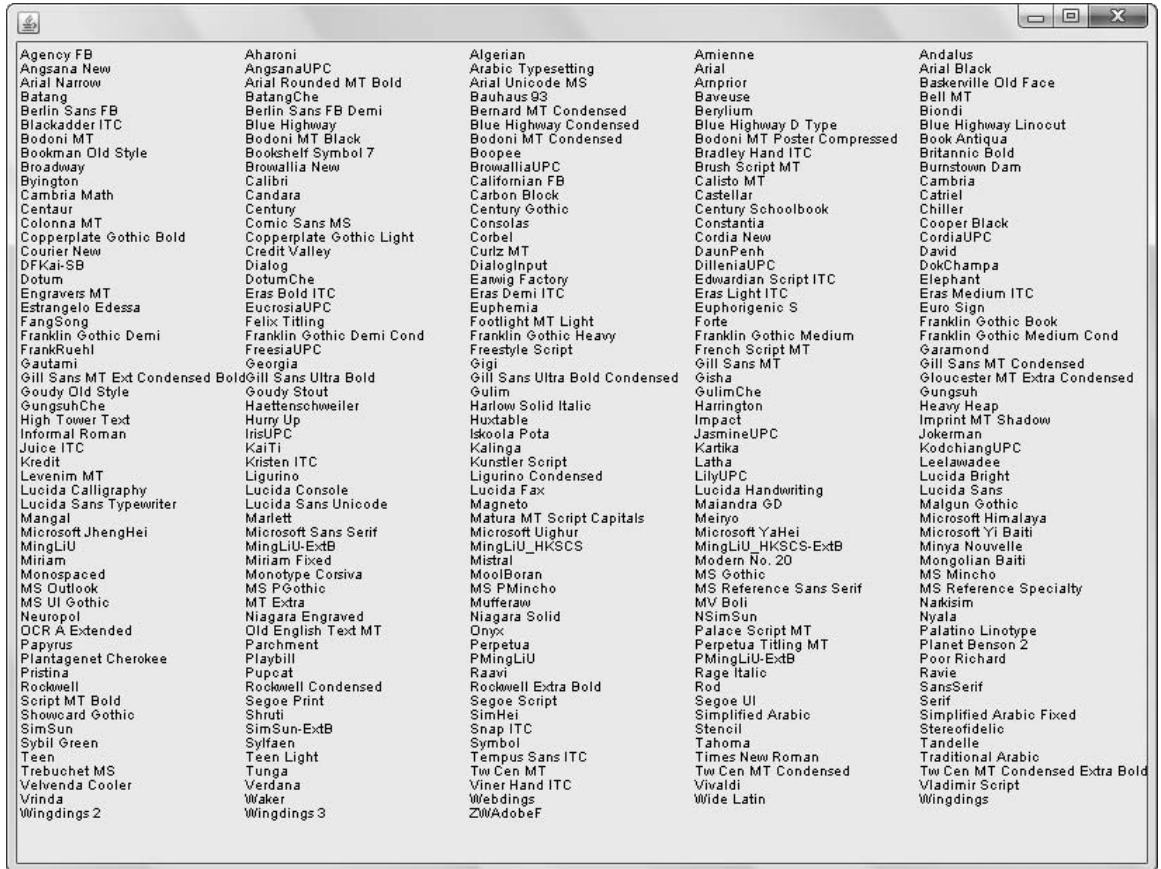 Agency FB Aharoni Algerian Amienne Andalus
Angsana New AngsanaUPC Arabic Typesetting Arial Arial Black
Arial Narrow Arial Rounded MT Bold Arial Unicode MS Arnprior Baskerville Old Face
Batang BatangChe Bauhaus 93 Baveuse Bell MT
Berlin Sans FB Berlin Sans FB Demi Bernard MT Condensed Berylium Biondi
Blackadder ITC Blue Highway Blue Highway Condensed Blue Highway D Type Blue Highway Linocut
Bodoni MT Bodoni MT Black Bodoni MT Condensed Bodoni MT Poster Compressed Book Antiqua
Bookman Old Style Bookshelf Symbol 7 Boopee Bradley Hand ITC Britannic Bold
Broadway Browallia New BrowalliaUPC Brush Script MT Burnstown Dam
Byington Calibri Californian FB Calisto MT Cambria
Cambria Math Candara Carbon Block Castellar Catriel
Centaur Century Century Gothic Century Schoolbook Chiller
Colonna MT Comic Sans MS Consolas Constantia Cooper Black
Copperplate Gothic Bold Copperplate Gothic Light Corbel Cordia New CordiaUPC
Courier New Credit Valley Curlz MT DaunPenh David
DFKai-SB Dialog DialogInput DilleniaUPC DokChampa
Dotum DotumChe Earwig Factory Edwardian Script ITC Elephant
Engravers MT Eras Bold ITC Eras Demi ITC Eras Light ITC Eras Medium ITC
Estrangelo Edessa EucrosiaUPC Euphemia Euphorigenic S Euro Sign
FangSong Felix Titling Footlight MT Light Forte Franklin Gothic Book
Franklin Gothic Demi Franklin Gothic Demi Cond Franklin Gothic Heavy Franklin Gothic Medium Franklin Gothic Medium Cond
FrankRuehl FreesiaUPC Freestyle Script French Script MT Garamond
Gautami Georgia Gigi Gill Sans MT Gill Sans MT Condensed
Gill Sans MT Ext Condensed Bold Gill Sans Ultra Bold Gill Sans Ultra Bold Condensed Gisha Gloucester MT Extra Condensed
Goudy Old Style Goudy Stout Gulim GulimChe Gungsuh
GungsuhChe Haettenschweiler Harlow Solid Italic Harrington Heavy Heap
High Tower Text Hurry Up Huxtable Impact Imprint MT Shadow
Informal Roman IrisUPC Iskoola Pota JasmineUPC Jokerman
Juice ITC KaiTi Kalinga Kartika KodchiangUPC
Kredit Kristen ITC Kunstler Script Latha Leelawadee
Levenim MT Ligurino Ligurino Condensed LilyUPC Lucida Bright
Lucida Calligraphy Lucida Console Lucida Fax Lucida Handwriting Lucida Sans
Lucida Sans Typewriter Lucida Sans Unicode Magneto Maiandra GD Malgun Gothic
Mangal Marlett Matura MT Script Capitals Meiryo Microsoft Himalaya
Microsoft JhengHei Microsoft Sans Serif Microsoft Uighur Microsoft YaHei Microsoft Yi Baiti
MingLiU MingLiU-ExtB MingLiU_HKSCS MingLiU_HKSCS-ExtB Minya Nouvelle
Miriam Miriam Fixed Mistral Modern No. 20 Mongolian Baiti
Monospaced Monotype Corsiva MoolBoran MS Gothic MS Mincho
MS Outlook MS PGothic MS PMincho MS Reference Sans Serif MS Reference Specialty
MS UI Gothic MT Extra Mufferaw MV Boli Narkisim
Neuropol Niagara Engraved Niagara Solid NSimSun Nyala
OCR A Extended Old English Text MT Onyx Palace Script MT Palatino Linotype
Papyrus Parchment Perpetua Perpetua Titling MT Planet Benson 2
Plantagenet Cherokee Playbill PMingLiU PMingLiU-ExtB Poor Richard
Pristina Pupcat Raavi Rage Italic Ravie
Rockwell Rockwell Condensed Rockwell Extra Bold Rod SansSerif
Script MT Bold Segoe Print Segoe Script Segoe UI Serif
Showcard Gothic Shruti SimHei Simplified Arabic Simplified Arabic Fixed
SimSun SimSun-ExtB Snap ITC Stencil Stereofidelic
Sybil Green Sylfaen Symbol Tahoma Tandelle
Teen Teen Light Tempus Sans ITC Times New Roman Traditional Arabic
Trebuchet MS Tunga Tw Cen MT Tw Cen MT Condensed Tw Cen MT Condensed Extra Bold
Velvenda Cooler Verdana Viner Hand ITC Vivaldi Vladimir Script
Vrinda Waker Webdings Wide Latin Wingdings
Wingdings 2 Wingdings 3 ZWAdobeF